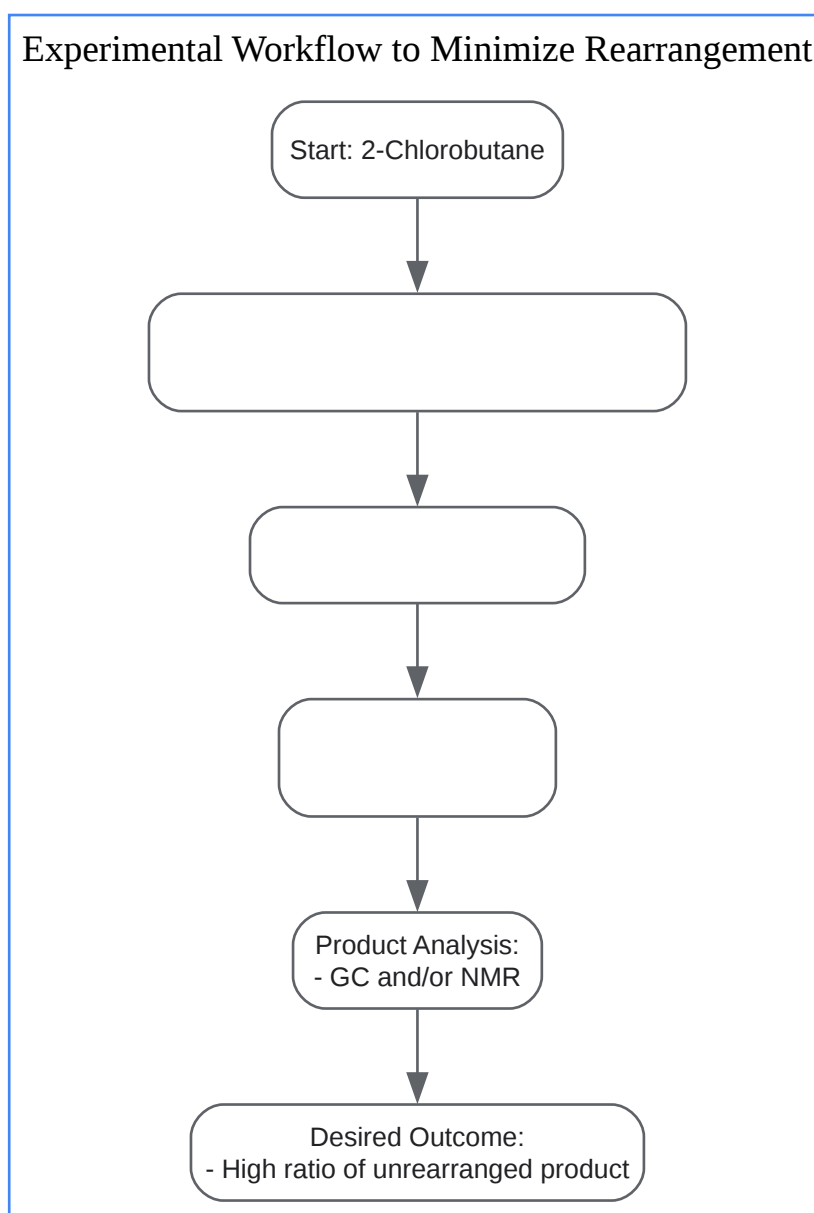 Experimental Workflow to Minimize Rearrangement
Start: 2-Chlorobutane
Product Analysis:
- GC and/or NMR
Desired Outcome:
- High ratio of unrearranged product